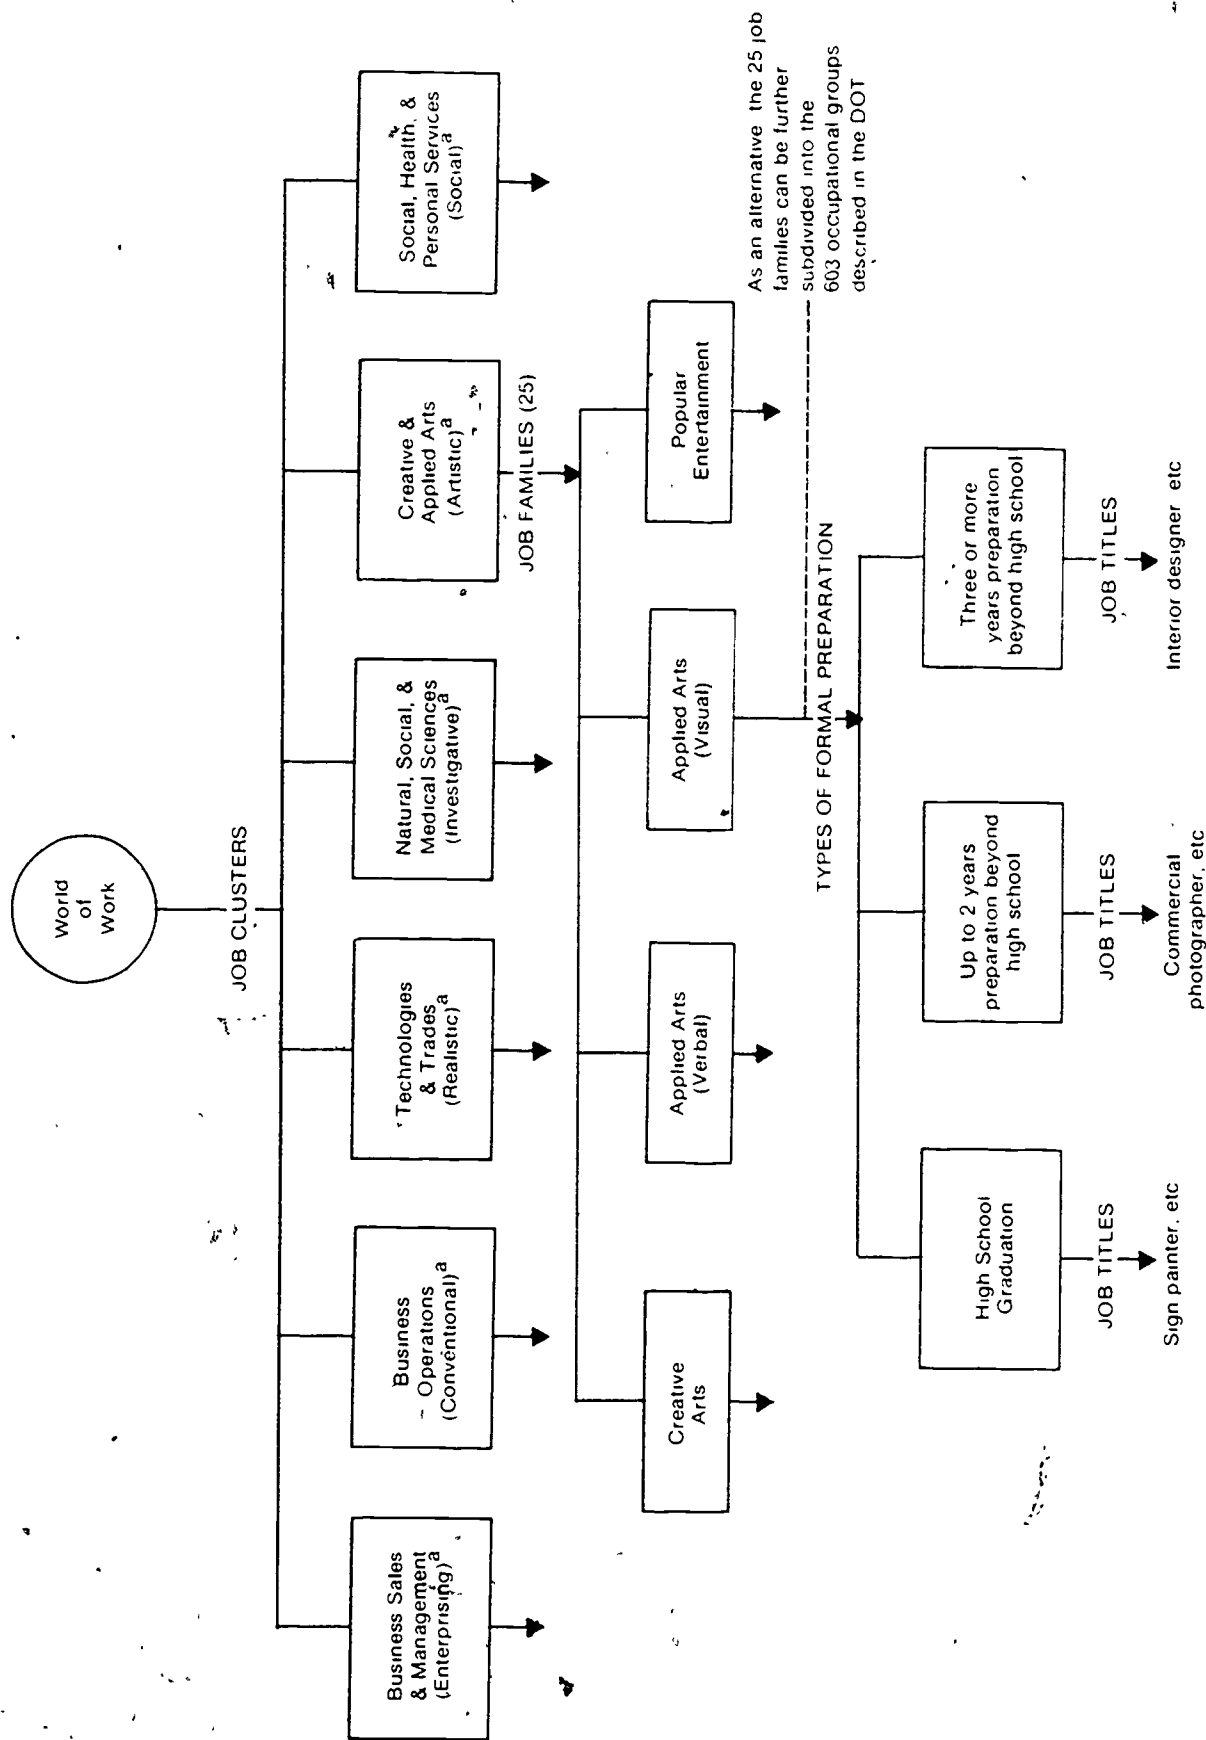 World
of
Work
JOB CLUSTERS
Business Sales
& Management
(Enterprising)a
Business
Operations
(Conventional)a
Technologies
& Trades
(Realistic)a
Natural, Social, &
Medical Sciences
(Investigative)a
Creative &
Applied Arts
(Artistic)a
Social, Health, &
Personal Services
(Social)a
JOB FAMILIES (25)
Creative
Arts
Applied Arts
(Verbal)
Applied Arts
(Visual)
Popular
Entertainment
As an alternative the 25 job
families can be further
subdivided into the
603 occupational groups
described in the DOT
TYPES OF FORMAL PREPARATION
High School
Graduation
Up to 2 years
preparation beyond
high school
Three or more
years preparation
beyond high school
JOB TITLES
JOB TITLES
JOB TITLES
Sign painter, etc
Commercial
photographer, etc
Interior designer etc